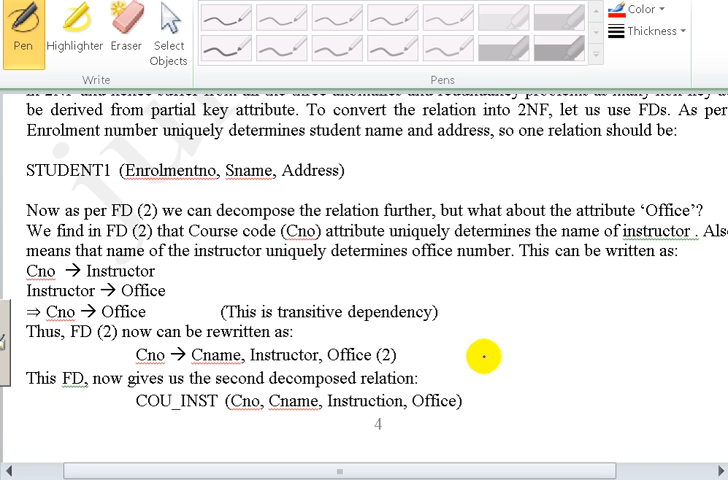 Color
Thickness
Pen Highlighter Eraser Select Objects
Write
Pens
be derived from partial key attribute. To convert the relation into 2NF, let us use FDs. As per
Enrolment number uniquely determines student name and address, so one relation should be:
STUDENT1 (Enrolmentno, Sname, Address)
Now as per FD (2) we can decompose the relation further, but what about the attribute ‘Office’?
We find in FD (2) that Course code (Cno) attribute uniquely determines the name of instructor . Als
means that name of the instructor uniquely determines office number. This can be written as:
Cno → Instructor
Instructor → Office
⇒ Cno → Office (This is transitive dependency)
Thus, FD (2) now can be rewritten as:
Cno → Cname, Instructor, Office (2)
This FD, now gives us the second decomposed relation:
COU_INST (Cno, Cname, Instruction, Office)
4